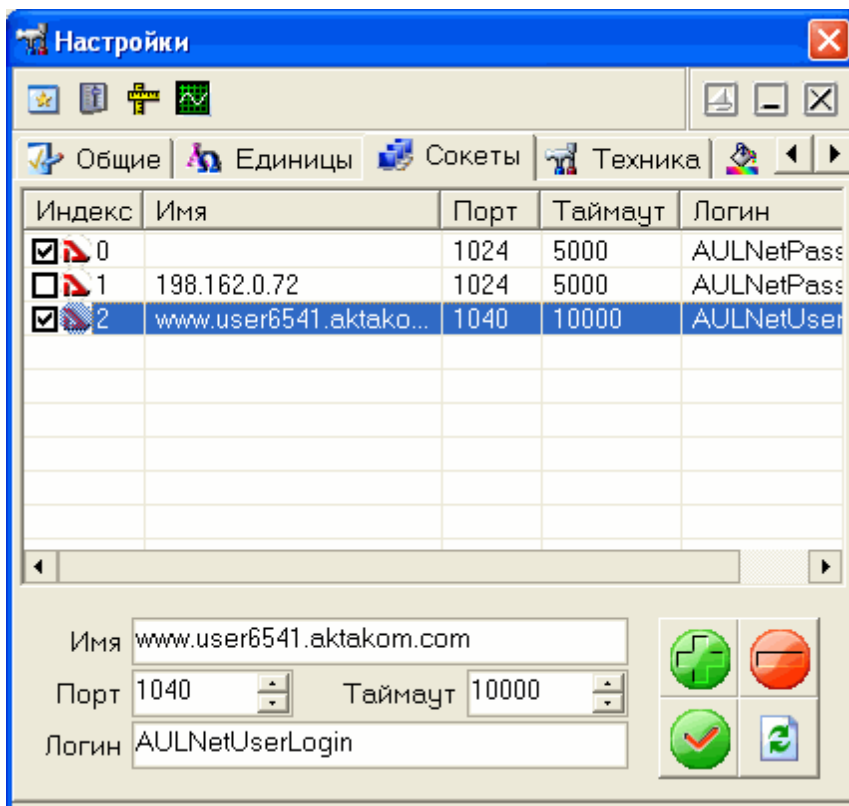 Настройки
Общие Единицы Сокеты Техника
Индекс Имя Порт Таймаут Логин
0 1024 5000 AULNetPass
1 198.162.0.72 1024 5000 AULNetPass
2 www.user6541.aktako... 1040 10000 AULNetUser
Имя www.user6541.aktakom.com
Порт 1040 Таймаут 10000
Логин AULNetUserLogin